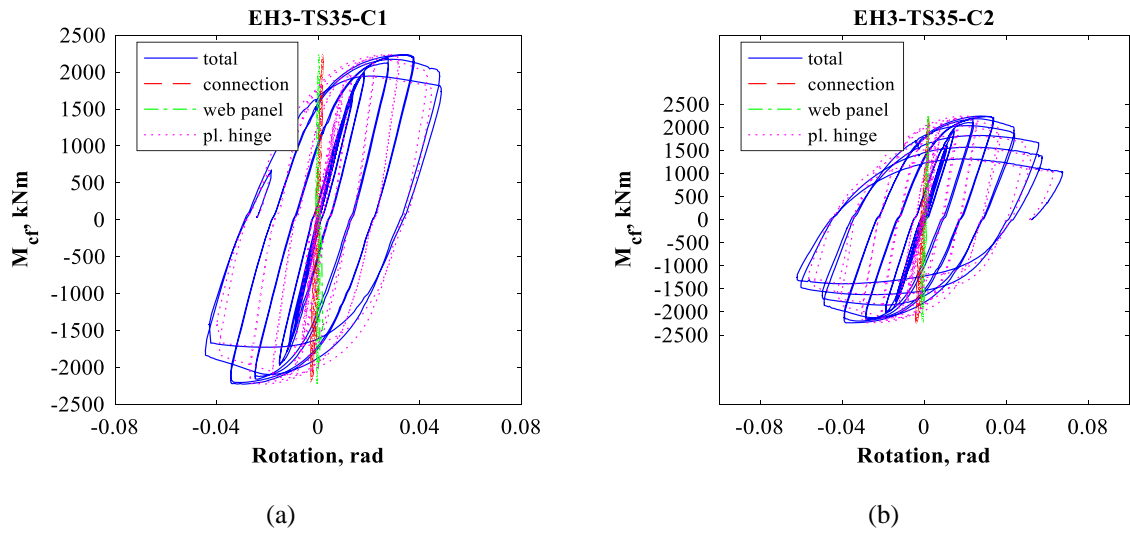 EH3-TS35-C1
2500
2000
1500
1000
500
0
-500
-1000
-1500
-2000
-2500
M_cf, kNm
total
connection
web panel
pl. hinge
-0.08 -0.04 0 0.04 0.08
Rotation, rad
(a)
EH3-TS35-C2
2500
2000
1500
1000
500
0
-500
-1000
-1500
-2000
-2500
M_cf, kNm
total
connection
web panel
pl. hinge
-0.08 -0.04 0 0.04 0.08
Rotation, rad
(b)